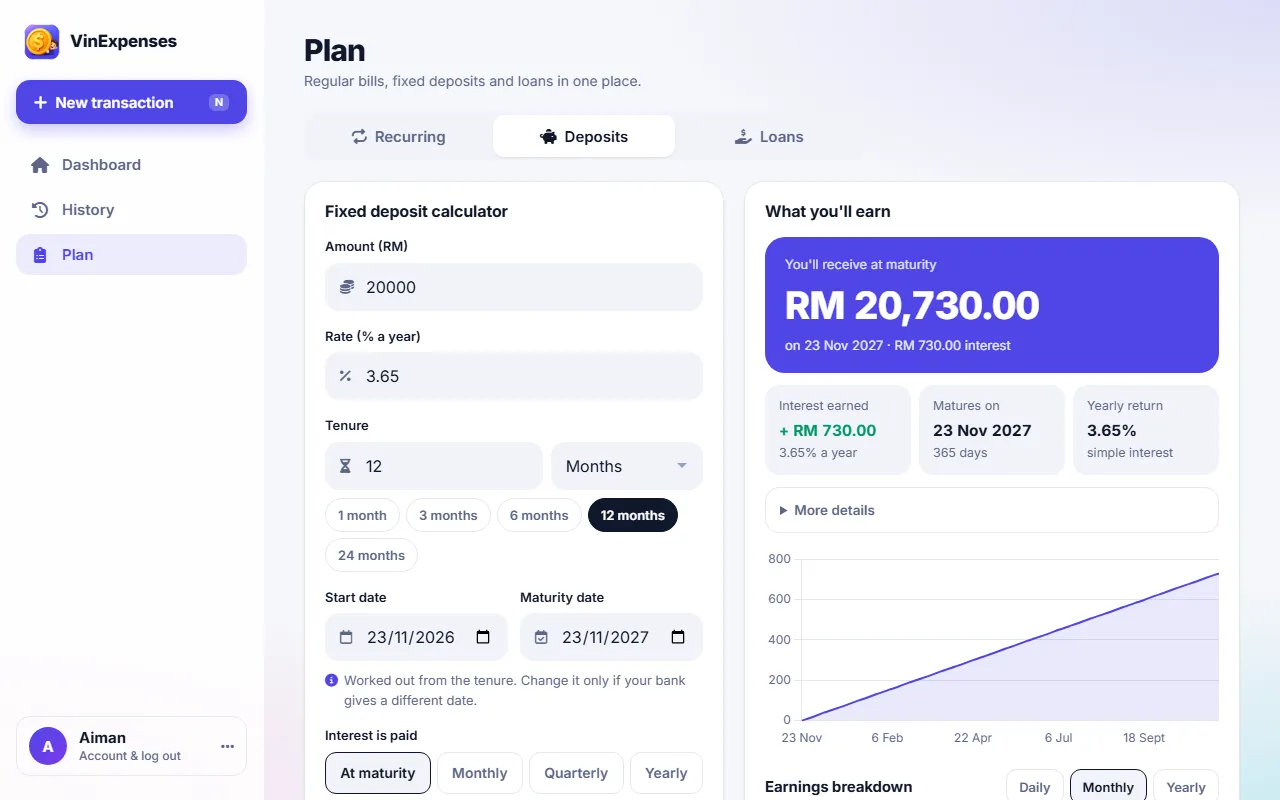 VinExpenses
New transaction N
Dashboard
History
Plan
A
Aiman
Account & log out
Plan
Regular bills, fixed deposits and loans in one place.
Recurring
Deposits
Loans
Fixed deposit calculator
Amount (RM)
20000
Rate (% a year)
3.65
Tenure
12
Months
1 month
3 months
6 months
12 months
24 months
Start date
Maturity date
23/11/2026
23/11/2027
Worked out from the tenure. Change it only if your bank
gives a different date.
Interest is paid
At maturity
Monthly
Quarterly
Yearly
What you'll earn
You'll receive at maturity
RM 20,730.00
on 23 Nov 2027 · RM 730.00 interest
Interest earned
+ RM 730.00
3.65% a year
Matures on
23 Nov 2027
365 days
Yearly return
3.65%
simple interest
More details
800
600
400
200
0
23 Nov
6 Feb
22 Apr
6 Jul
18 Sept
Earnings breakdown
Daily
Monthly
Yearly